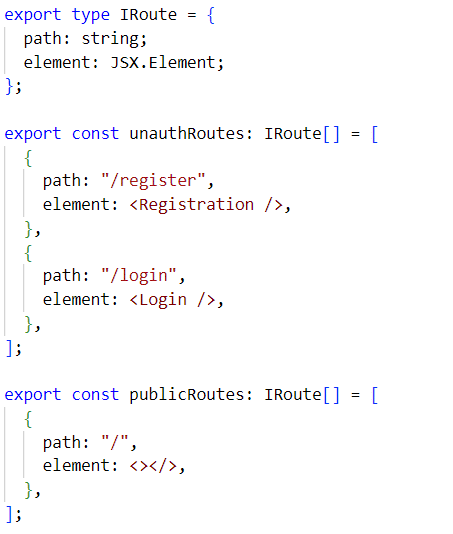 export type IRoute = {
  path: string;
  element: JSX.Element;
};

export const unauthRoutes: IRoute[] = [
  {
    path: "/register",
    element: <Registration />,
  },
  {
    path: "/login",
    element: <Login />,
  },
];

export const publicRoutes: IRoute[] = [
  {
    path: "/",
    element: <></>,
  },
];